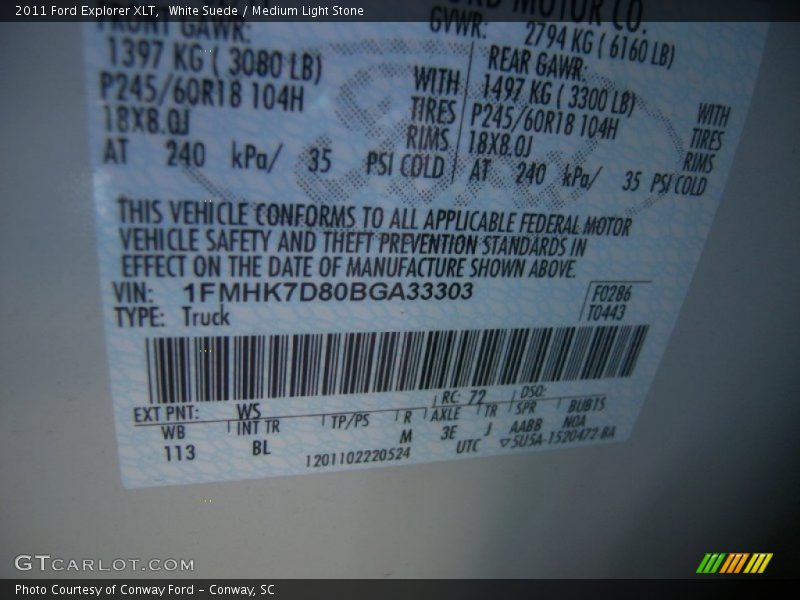 2011 Ford Explorer XLT, White Suede / Medium Light Stone
FORD MOTOR CO.
FRONT GAWR: GVWR: 2794 KG ( 6160 LB)
1397 KG ( 3080 LB) REAR GAWR:
P245/60R18 104H WITH 1497 KG ( 3300 LB) WITH
18X8.0J TIRES P245/60R18 104H TIRES
RIMS 18X8.0J RIMS
AT 240 kPa/ 35 PSI COLD AT 240 kPa/ 35 PSI COLD
THIS VEHICLE CONFORMS TO ALL APPLICABLE FEDERAL MOTOR
VEHICLE SAFETY AND THEFT PREVENTION STANDARDS IN
EFFECT ON THE DATE OF MANUFACTURE SHOWN ABOVE.
VIN: 1FMHK7D80BGA33303 F0286
TYPE: Truck T0443
EXT PNT: WS RC: 72 DSO:
WB INT TR TP/PS R AXLE TR SPR BUBTS
113 BL M 3E J AABB NOA
1201102220524 UTC ▽5U5A-1520472-BA
GTCARLOT.COM
Photo Courtesy of Conway Ford - Conway, SC